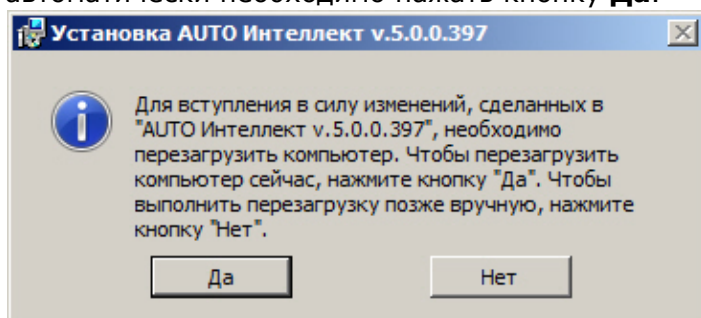 автоматически необходимо нажать кнопку Да.
Установка AUTO Интеллект v.5.0.0.397
Для вступления в силу изменений, сделанных в
"AUTO Интеллект v.5.0.0.397", необходимо
перезагрузить компьютер. Чтобы перезагрузить
компьютер сейчас, нажмите кнопку "Да". Чтобы
выполнить перезагрузку позже вручную, нажмите
кнопку "Нет".
Да Нет